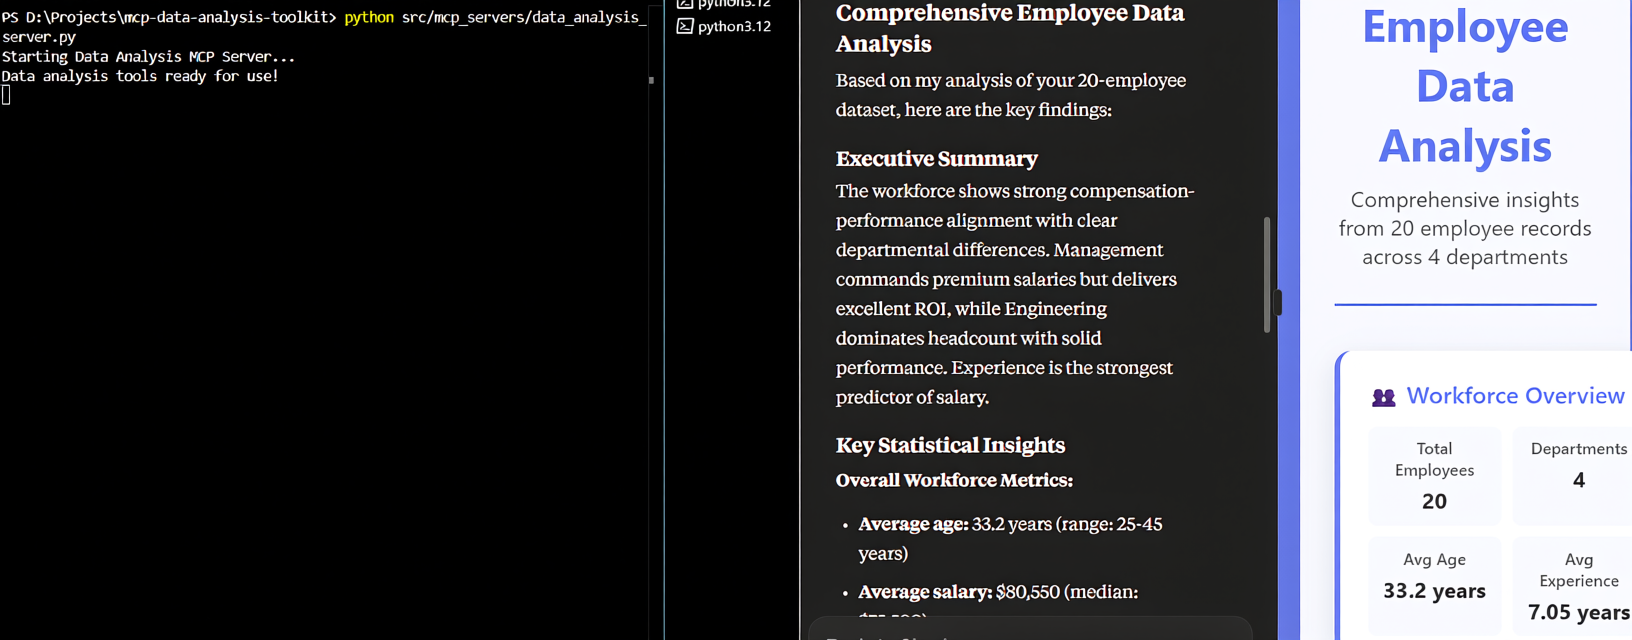 PS D:\Projects\mcp-data-analysis-toolkit> python src/mcp_servers/data_analysis_
server.py
Starting Data Analysis MCP Server...
Data analysis tools ready for use!
python3.12
python3.12
Comprehensive Employee Data
Analysis
Based on my analysis of your 20-employee
dataset, here are the key findings:
Executive Summary
The workforce shows strong compensation-
performance alignment with clear
departmental differences. Management
commands premium salaries but delivers
excellent ROI, while Engineering
dominates headcount with solid
performance. Experience is the strongest
predictor of salary.
Key Statistical Insights
Overall Workforce Metrics:
• Average age: 33.2 years (range: 25-45
years)
• Average salary: $80,550 (median:
Employee
Data
Analysis
Comprehensive insights
from 20 employee records
across 4 departments
Workforce Overview
Total
Employees
20
Departments
4
Avg Age
33.2 years
Avg
Experience
7.05 years